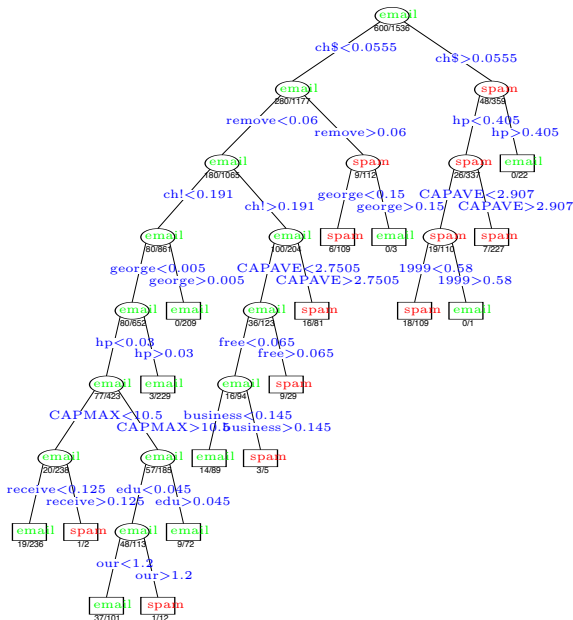 email
600/1536
ch$<0.0555
ch$>0.0555
email
280/1177
spam
48/359
remove<0.06
hp<0.405
remove>0.06
hp>0.405
email
180/1065
spam
9/112
spam
26/337
email
0/22
ch!<0.191
george<0.15
CAPAVE<2.907
ch!>0.191
george>0.15
CAPAVE>2.907
email
80/861
email
100/204
spam
6/109
email
0/3
spam
19/110
spam
7/227
george<0.005
CAPAVE<2.7505
1999<0.58
george>0.005
CAPAVE>2.7505
1999>0.58
email
80/652
email
0/209
email
36/123
spam
16/81
spam
18/109
email
0/1
hp<0.03
free<0.065
hp>0.03
free>0.065
email
77/423
email
3/229
email
16/94
spam
9/29
CAPMAX<10.5
business<0.145
CAPMAX>10.5
business>0.145
email
20/238
email
57/185
email
14/89
spam
3/5
receive<0.125
edu<0.045
receive>0.125
edu>0.045
email
19/236
spam
1/2
email
48/113
email
9/72
our<1.2
our>1.2
email
37/101
spam
1/12